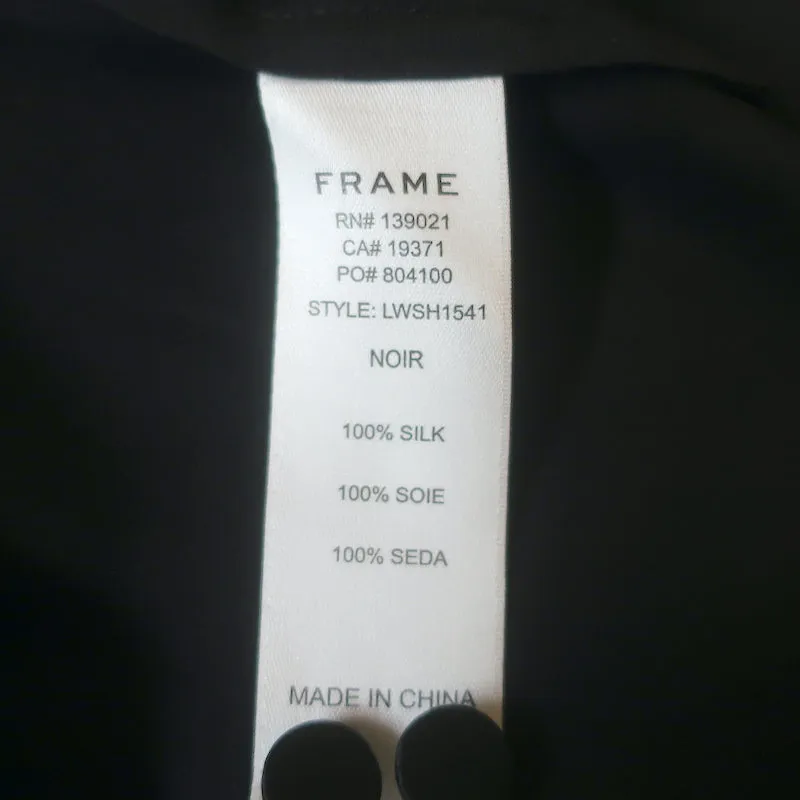 FRAME
RN# 139021
CA# 19371
PO# 804100
STYLE: LWSH1541
NOIR
100% SILK
100% SOIE
100% SEDA
MADE IN CHINA